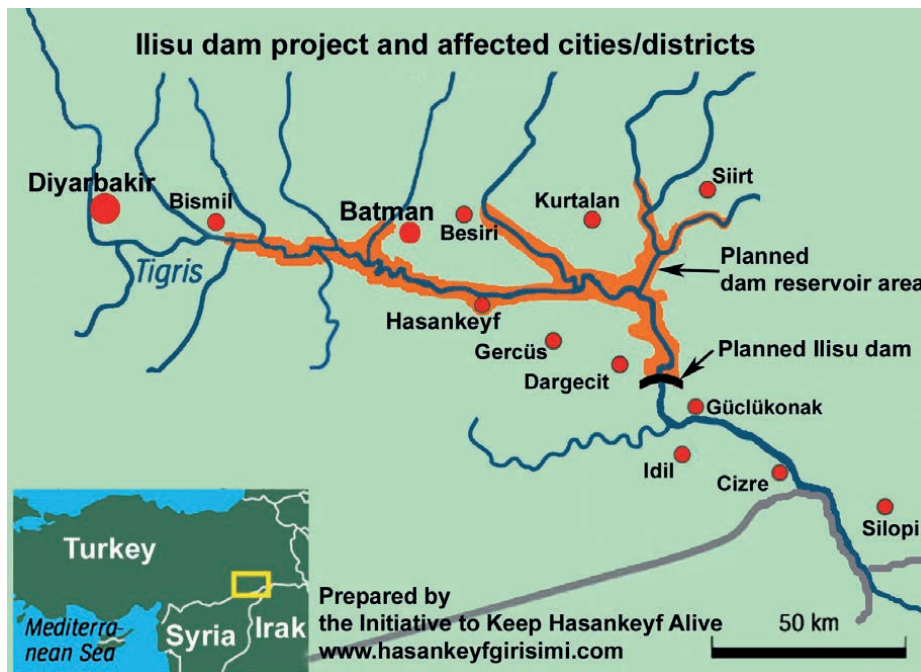 Ilisu dam project and affected cities/districts
Diyarbakir
Bismil
Batman
Besiri
Kurtalan
Siirt
Tigris
Planned
dam reservoir area
Hasankeyf
Gercüs
Dargecit
Planned Ilisu dam
Güclükonak
Idil
Cizre
Silopi
Turkey
Mediterra-
nean Sea
Syria
Irak
Prepared by
the Initiative to Keep Hasankeyf Alive
www.hasankeyfgirisimi.com
50 km